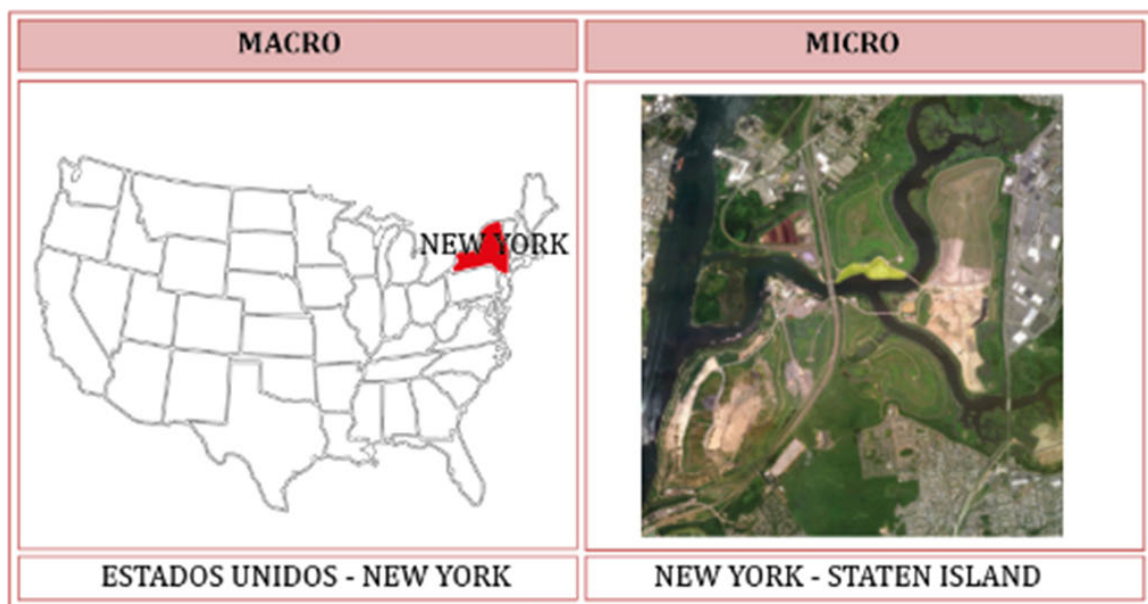 MACRO
MICRO
NEW YORK
ESTADOS UNIDOS - NEW YORK
NEW YORK - STATEN ISLAND